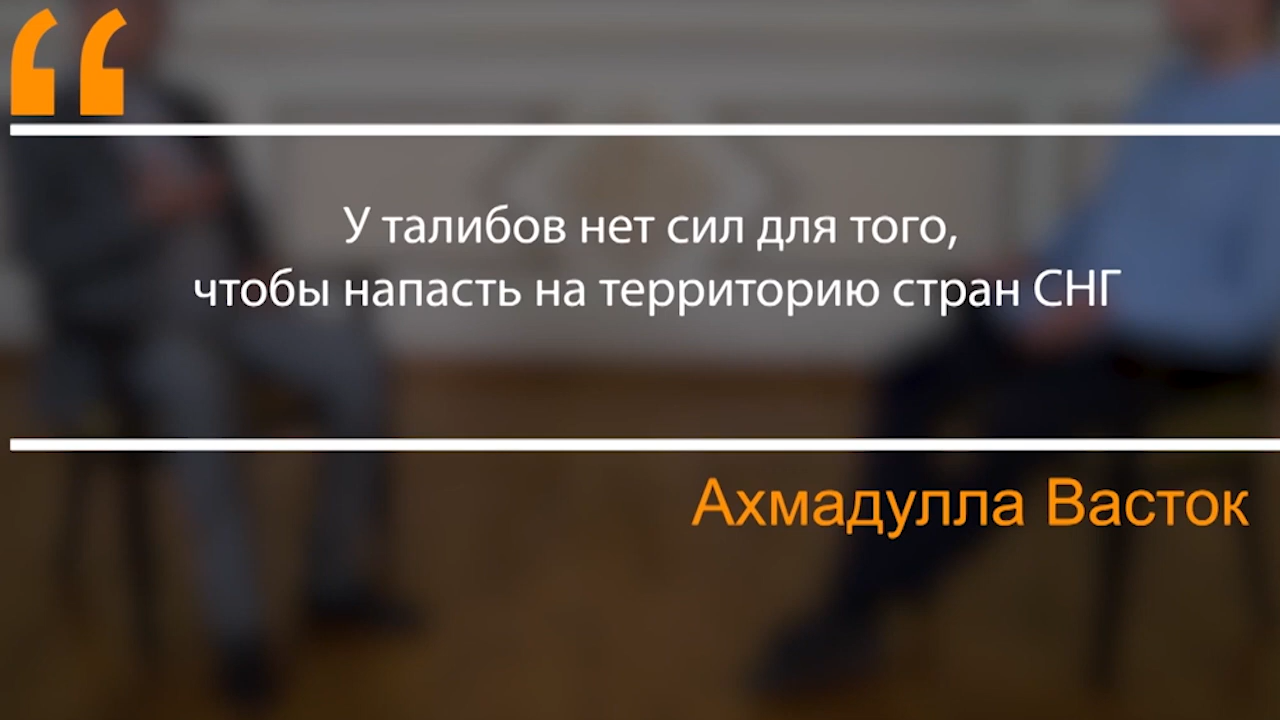 “
У талибов нет сил для того,
чтобы напасть на территорию стран СНГ
Ахмадулла Васток